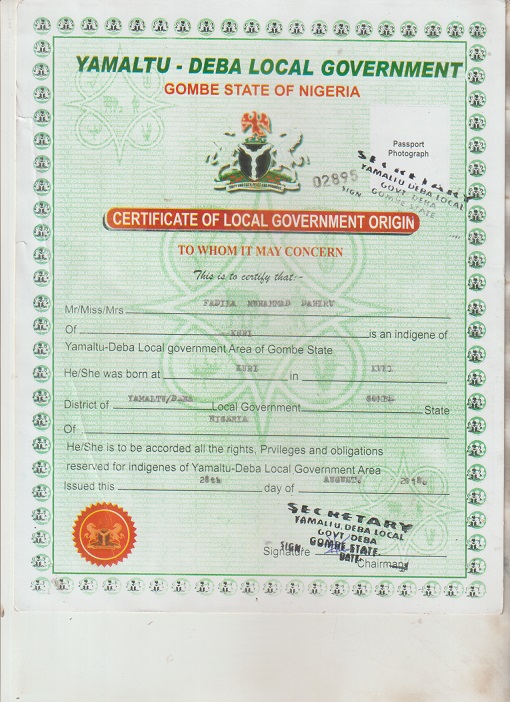 YAMALTU - DEBA LOCAL GOVERNMENT
GOMBE STATE OF NIGERIA
Passport
Photograph
SECRETARY
YAMALTU DEBA LOCAL
GOVT DEBA
GOMBE STATE
SIGN
02895
CERTIFICATE OF LOCAL GOVERNMENT ORIGIN
TO WHOM IT MAY CONCERN
This is to certify that:-
Mr/Miss/Mrs FADILA MUHAMMAD DAHIRU
Of KURI is an indigene of
Yamaltu-Deba Local government Area of Gombe State
He/She was born at KURI in KURI
District of YAMALTU/DEBA Local Government GOMBE State
Of NIGERIA
He/She is to be accorded all the rights, Prvileges and obligations
reserved for indigenes of Yamaltu-Deba Local Government Area
Issued this 28th day of AUGUST,
SECRETARY
YAMALTU.DEBA LOCAL
GOVT/DEBA
GOMBE STATE.
SIGN
DATE
Signature
Chairman